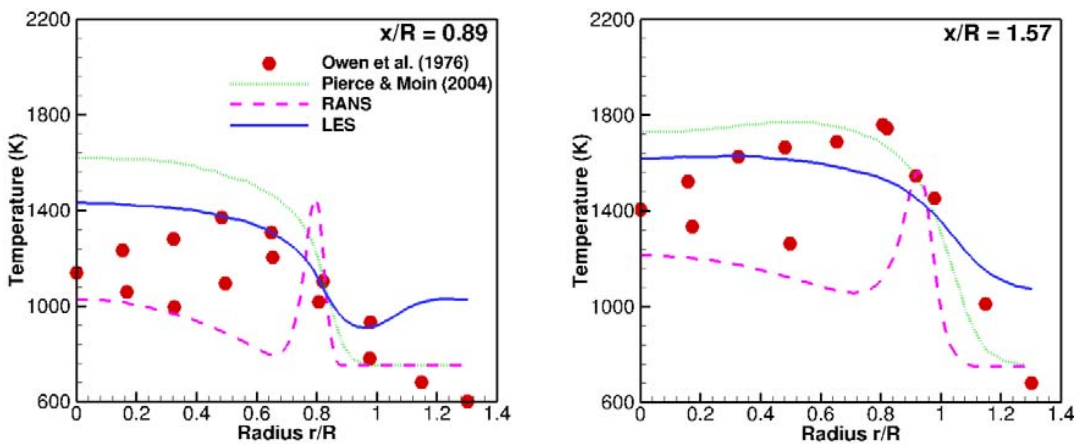 2200
x/R = 0.89
Owen et al. (1976)
Pierce & Moin (2004)
RANS
LES
1800
1400
1000
600
Temperature (K)
0 0.2 0.4 0.6 0.8 1 1.2 1.4
Radius r/R
2200
x/R = 1.57
1800
1400
1000
600
Temperature (K)
0 0.2 0.4 0.6 0.8 1 1.2 1.4
Radius r/R